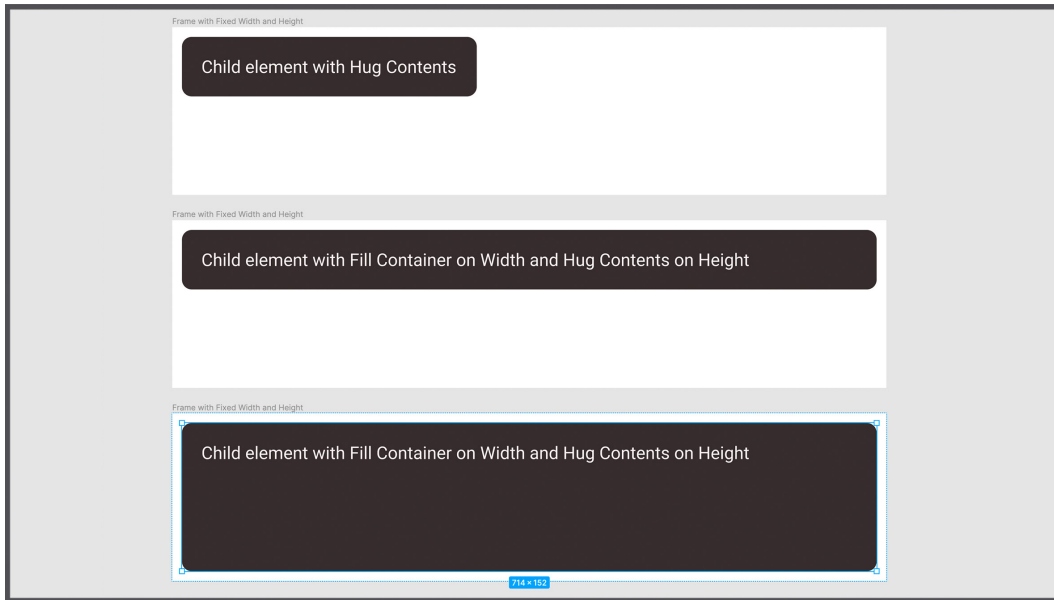 Frame with Fixed Width and Height
Child element with Hug Contents
Frame with Fixed Width and Height
Child element with Fill Container on Width and Hug Contents on Height
Frame with Fixed Width and Height
Child element with Fill Container on Width and Hug Contents on Height
714 × 152